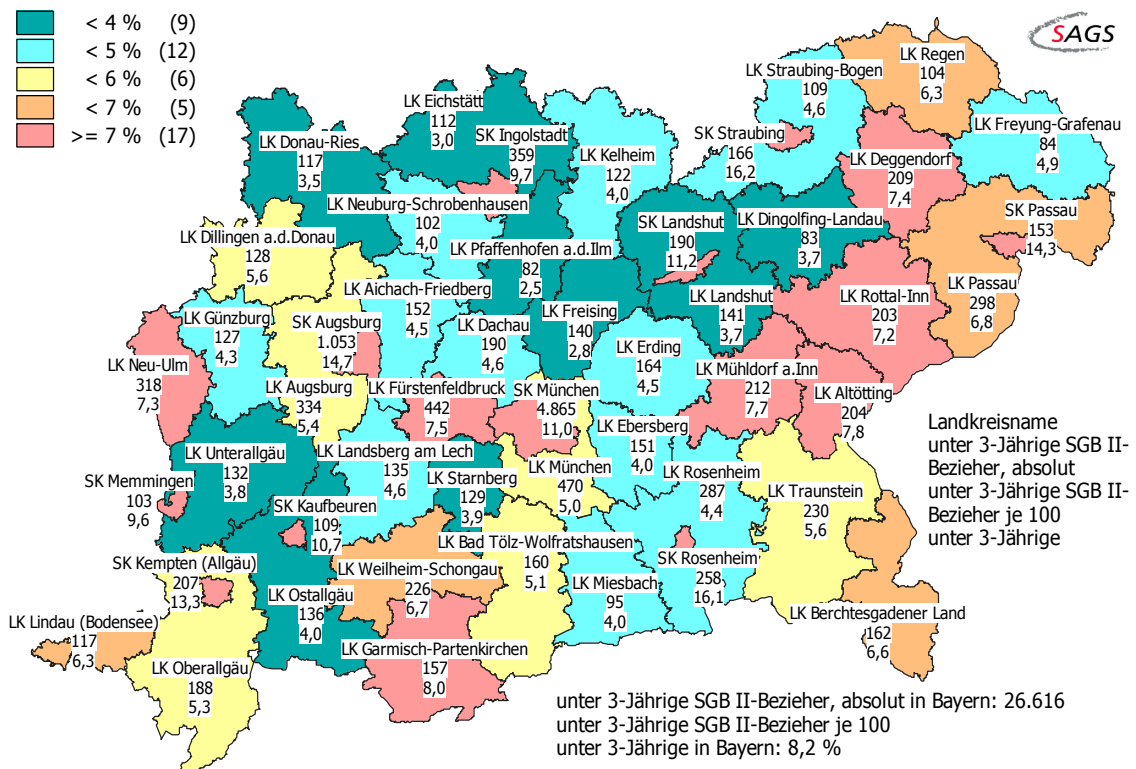 < 4 % (9)
< 5 % (12)
< 6 % (6)
< 7 % (5)
>= 7 % (17)
SAGS
LK Regen
104
6,3
LK Straubing-Bogen
109
4,6
LK Eichstätt
112
3,0
LK Freyung-Grafenau
84
4,9
LK Donau-Ries
117
3,5
SK Ingolstadt
359
9,7
SK Straubing
166
16,2
LK Kelheim
122
4,0
LK Deggendorf
209
7,4
LK Neuburg-Schrobenhausen
102
4,0
SK Landshut
190
11,2
LK Dingolfing-Landau
83
3,7
SK Passau
153
14,3
LK Dillingen a.d.Donau
128
5,6
LK Pfaffenhofen a.d.Ilm
82
2,5
LK Passau
298
6,8
LK Aichach-Friedberg
152
4,5
LK Landshut
141
3,7
LK Rottal-Inn
203
7,2
LK Freising
140
2,8
LK Günzburg
127
4,3
SK Augsburg
1.053
14,7
LK Dachau
190
4,6
LK Erding
164
4,5
LK Neu-Ulm
318
7,3
LK Mühldorf a.Inn
212
7,7
LK Altötting
204
7,8
LK Augsburg
334
5,4
LK Fürstenfeldbruck
442
7,5
SK München
4.865
11,0
LK Ebersberg
151
4,0
Landkreisname
unter 3-Jährige SGB II-
Bezieher, absolut
unter 3-Jährige SGB II-
Bezieher je 100
unter 3-Jährige
LK Unterallgäu
132
3,8
LK Landsberg am Lech
135
4,6
LK Starnberg
129
3,9
LK München
470
5,0
LK Rosenheim
287
4,4
LK Traunstein
230
5,6
SK Memmingen
103
9,6
SK Kaufbeuren
109
10,7
LK Bad Tölz-Wolfratshausen
160
5,1
SK Rosenheim
258
16,1
SK Kempten (Allgäu)
207
13,3
LK Weilheim-Schongau
226
6,7
LK Miesbach
95
4,0
LK Ostallgäu
136
4,0
LK Berchtesgadener Land
162
6,6
LK Lindau (Bodensee)
117
6,3
LK Garmisch-Partenkirchen
157
8,0
LK Oberallgäu
188
5,3
unter 3-Jährige SGB II-Bezieher, absolut in Bayern: 26.616
unter 3-Jährige SGB II-Bezieher je 100
unter 3-Jährige in Bayern: 8,2 %